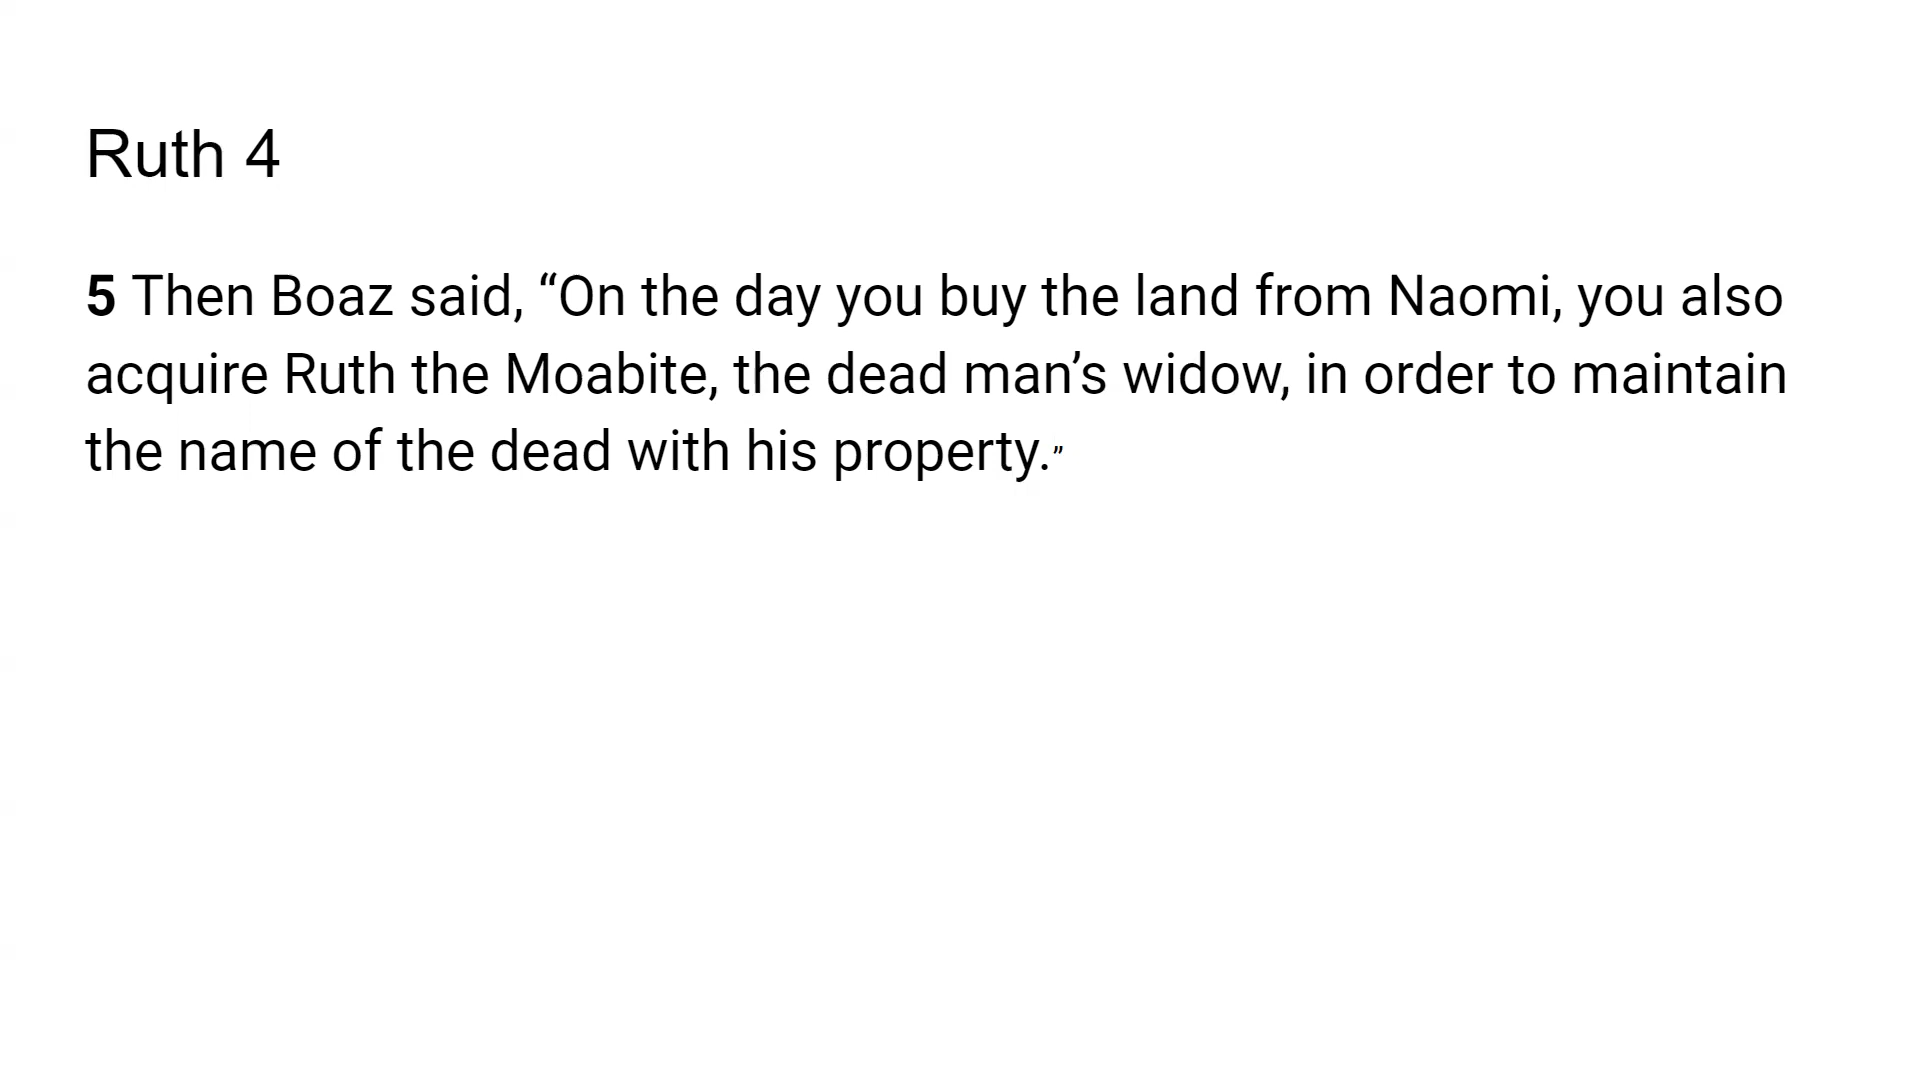 Ruth 4
5 Then Boaz said, “On the day you buy the land from Naomi, you also
acquire Ruth the Moabite, the dead man’s widow, in order to maintain
the name of the dead with his property.”